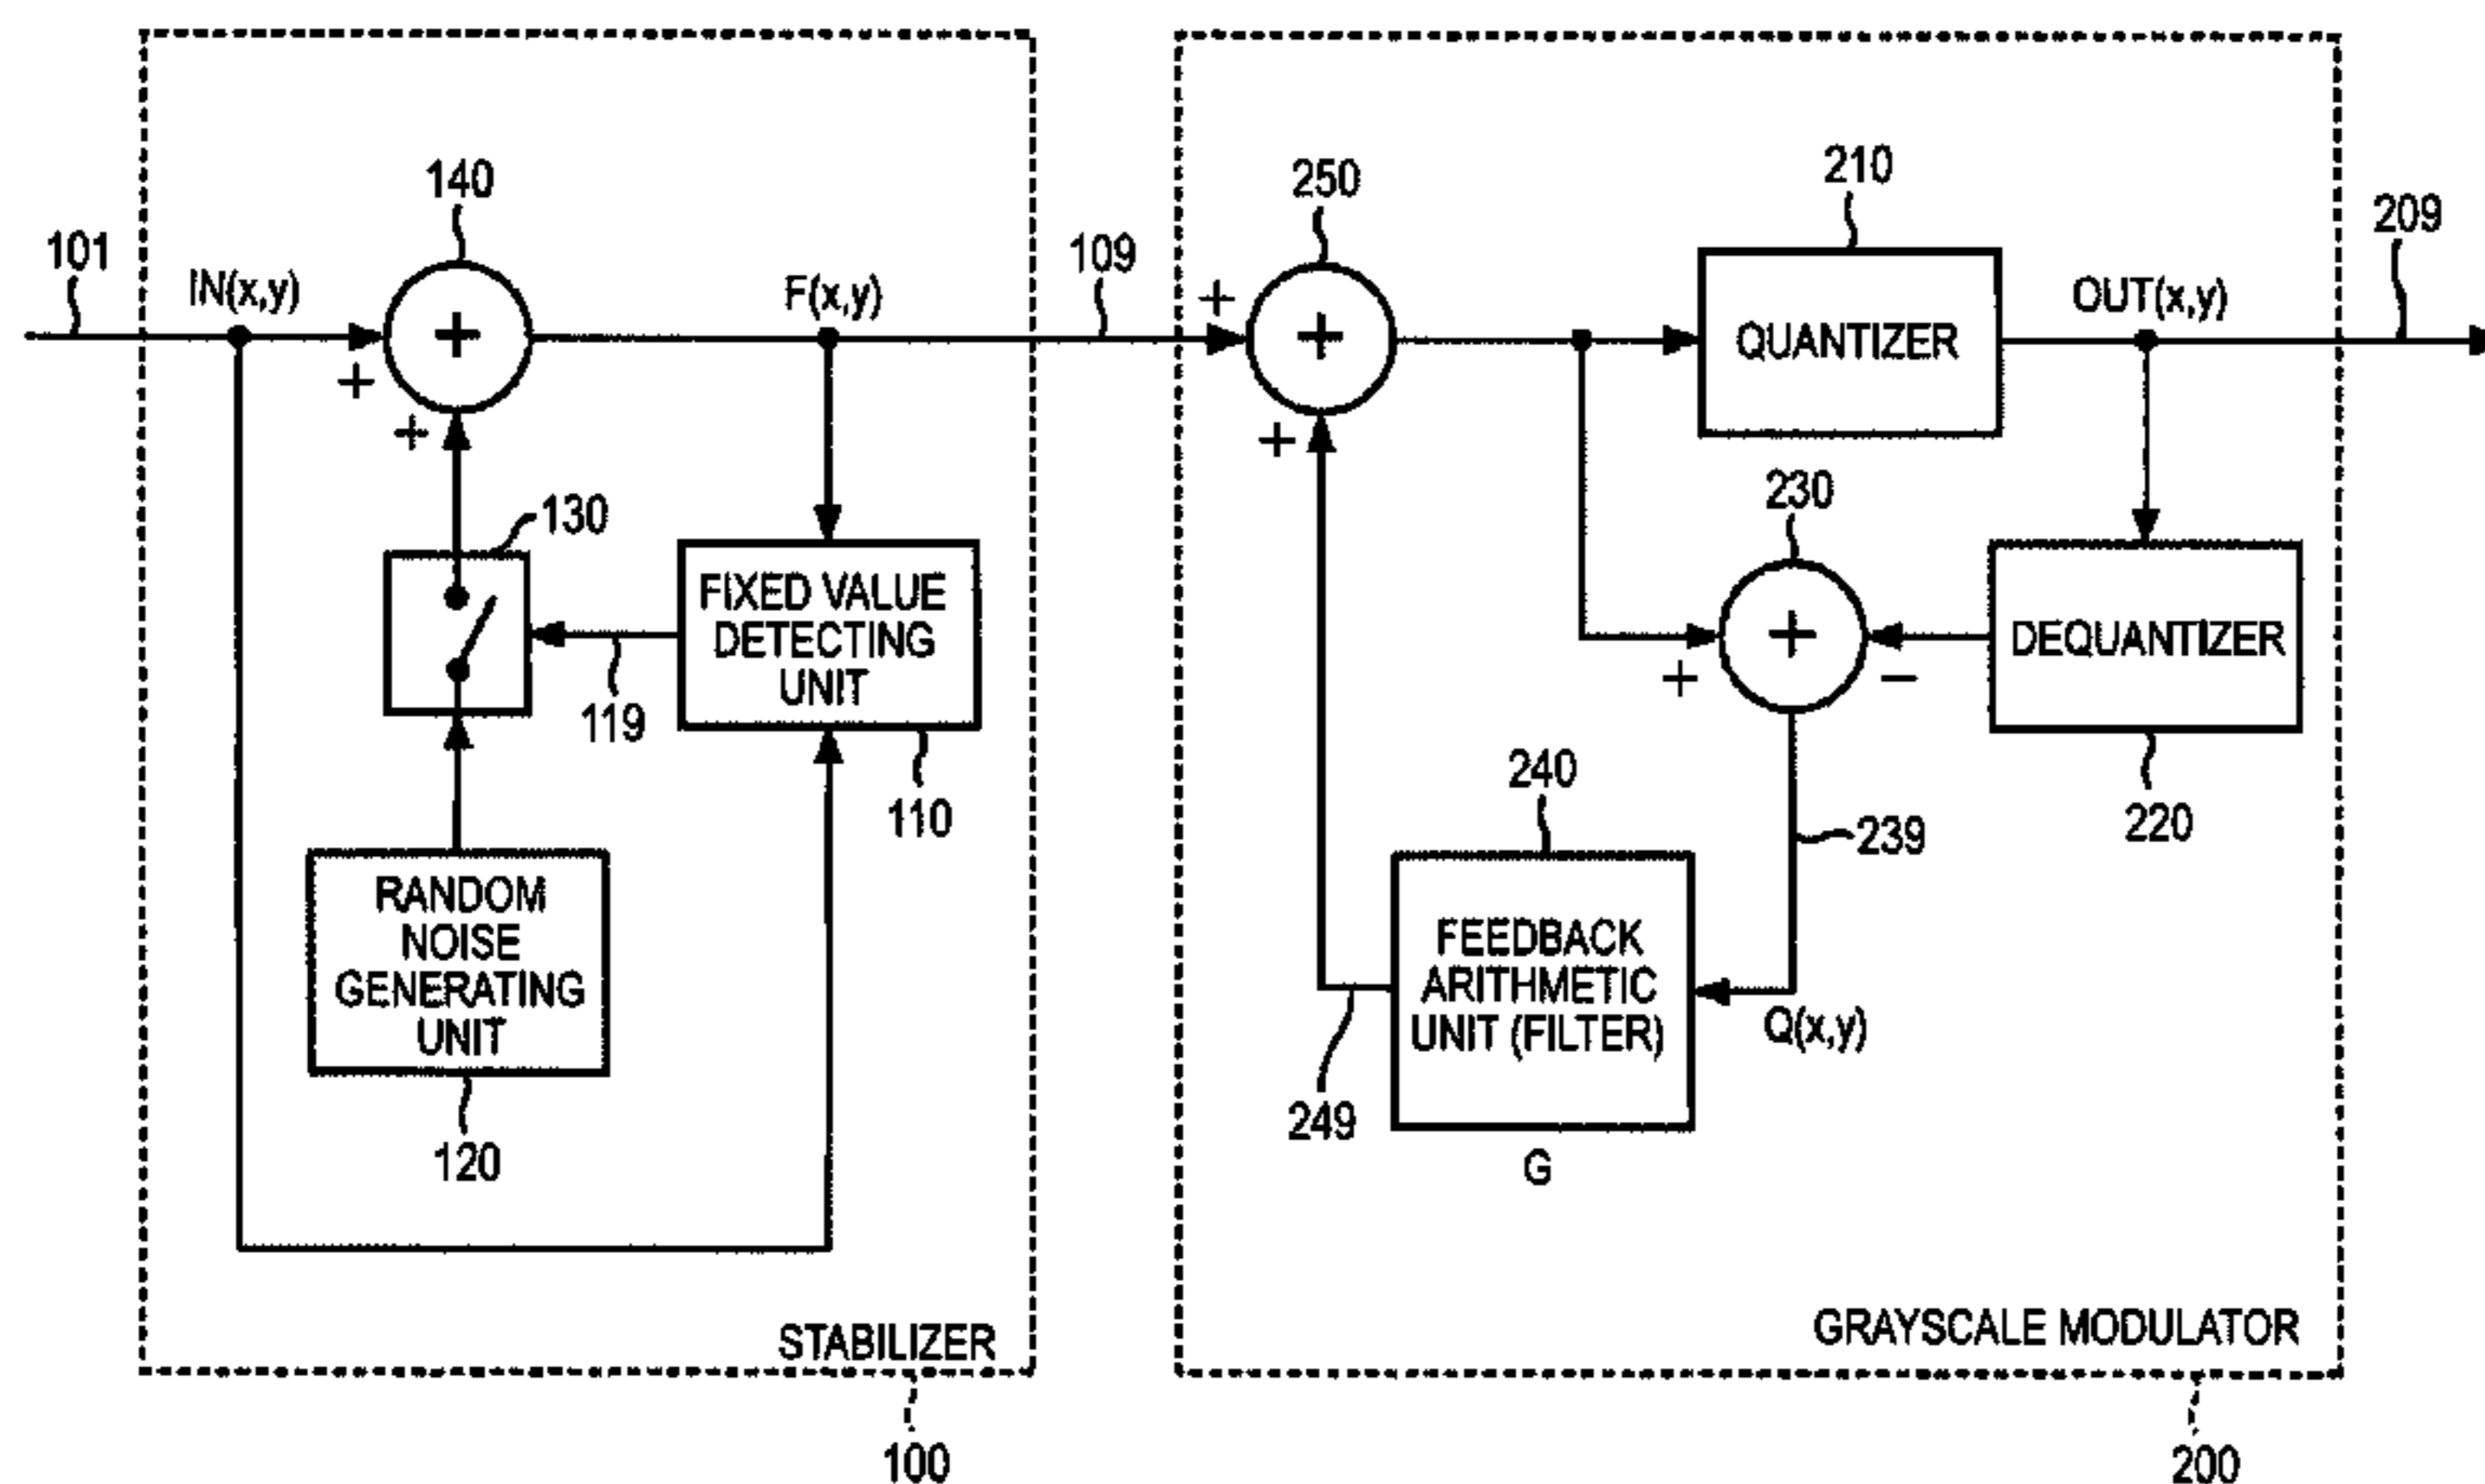 140
250
210
209
101
IN(x,y)
F(x,y)
109
OUT(x,y)
+
+
+
+
+
+
QUANTIZER
130
230
FIXED VALUE
DETECTING
UNIT
119
110
+
+
−
DEQUANTIZER
220
RANDOM
NOISE
GENERATING
UNIT
120
240
239
FEEDBACK
ARITHMETIC
UNIT (FILTER)
Q(x,y)
249
G
STABILIZER
GRAYSCALE MODULATOR
100
200